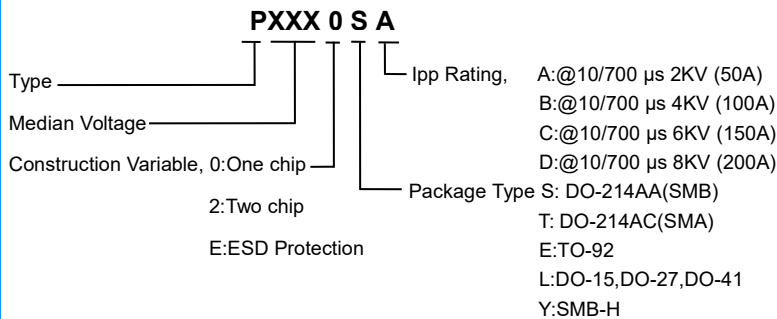 PXXX 0 S A
Type
Median Voltage
Construction Variable, 0:One chip
2:Two chip
E:ESD Protection
Ipp Rating, A:@10/700 μs 2KV (50A)
B:@10/700 μs 4KV (100A)
C:@10/700 μs 6KV (150A)
D:@10/700 μs 8KV (200A)
Package Type S: DO-214AA(SMB)
T: DO-214AC(SMA)
E:TO-92
L:DO-15,DO-27,DO-41
Y:SMB-H